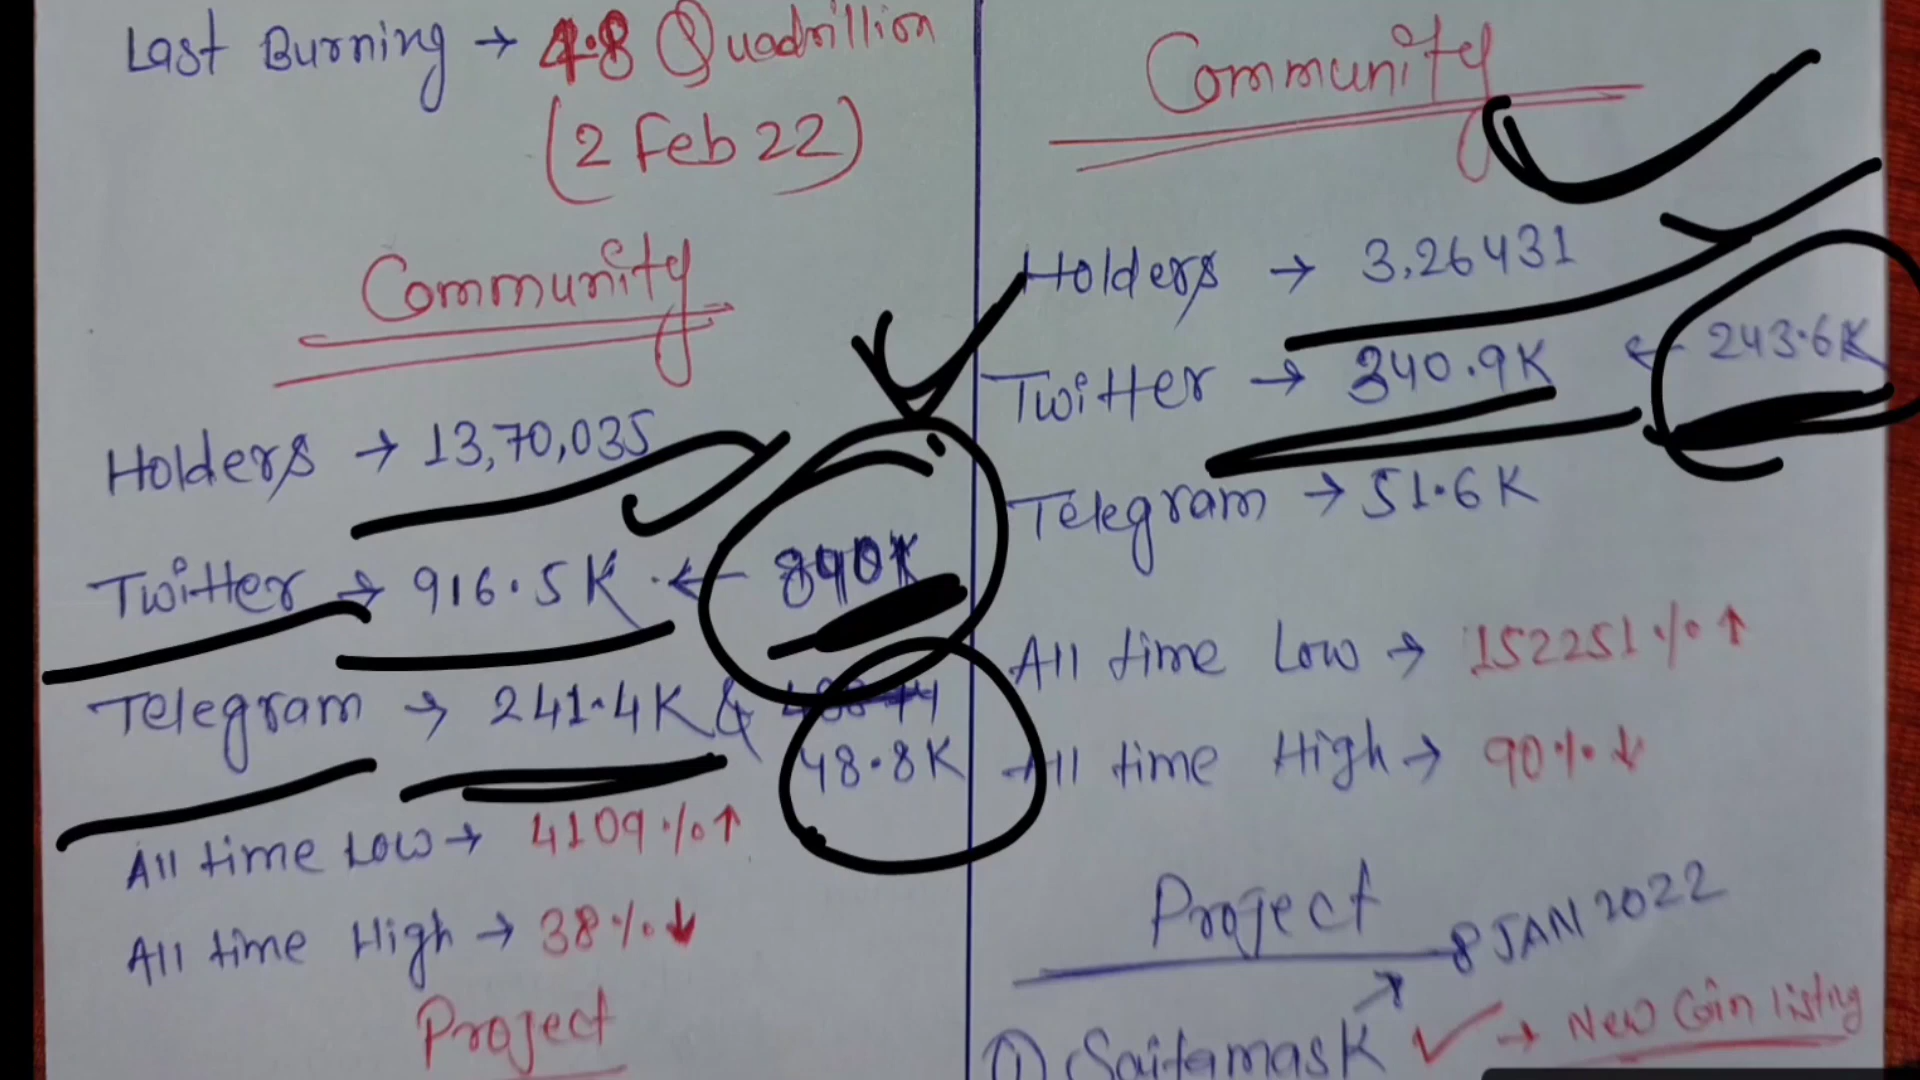 Last Burning → 4.8 Quadrillion
(2 Feb 22)
Community
Holders → 13,70,035
Twitter → 916.5K ← 890K
Telegram → 241.4K &
48.8K
All time Low → 4109%↑
All time High → 38%↓
Project
Community
Holders → 3,26431
Twitter → 340.9K ← 243.6K
Telegram → 51.6K
All time Low → 152251%↑
All time High → 90%↓
Project
8 JAN 2022
① SaitamasK ✓ → New Coin listing